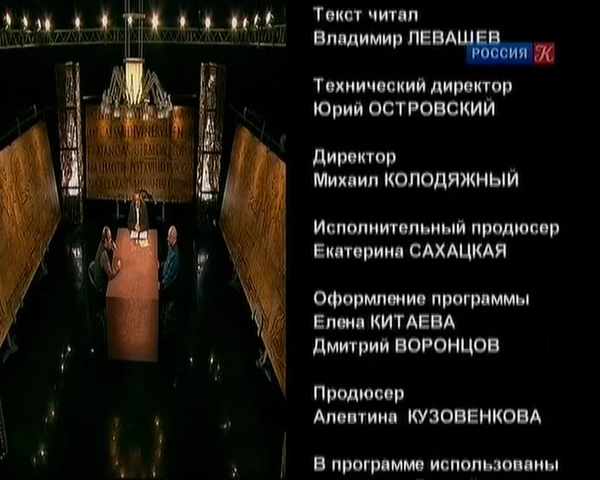 Текст читал
Владимир ЛЕВАШЕВ
РОССИЯ К
Технический директор
Юрий ОСТРОВСКИЙ
Директор
Михаил КОЛОДЯЖНЫЙ
Исполнительный продюсер
Екатерина САХАЦКАЯ
Оформление программы
Елена КИТАЕВА
Дмитрий ВОРОНЦОВ
Продюсер
Алевтина КУЗОВЕНКОВА
В программе использованы